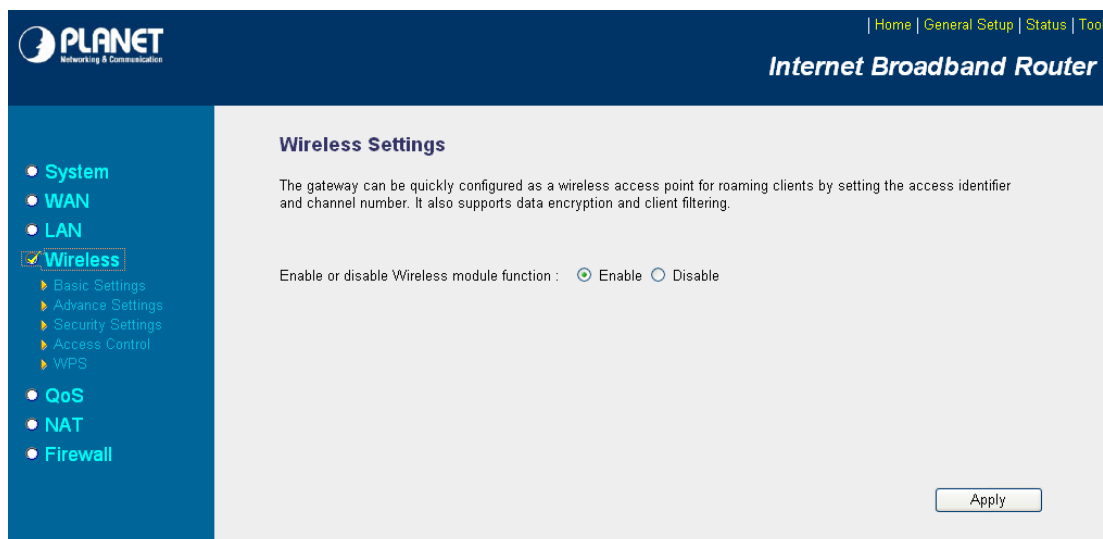 PLANET
Networking & Communication
| Home | General Setup | Status | Tool
Internet Broadband Router
System
WAN
LAN
Wireless
Basic Settings
Advance Settings
Security Settings
Access Control
WPS
QoS
NAT
Firewall
Wireless Settings
The gateway can be quickly configured as a wireless access point for roaming clients by setting the access identifier
and channel number. It also supports data encryption and client filtering.
Enable or disable Wireless module function : Enable Disable
Apply